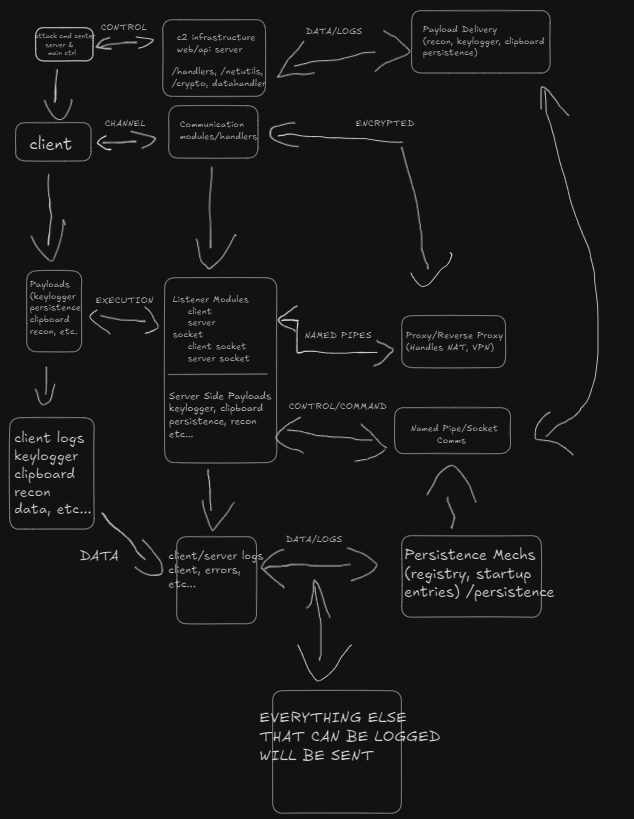 attack cmd center
server &
main ctrl
CONTROL
c2 infrastructure
web/api server
/handlers, /netutils,
/crypto, datahandler
DATA/LOGS
Payload Delivery
(recon, keylogger, clipboard
persistence)
client
CHANNEL
Communication
modules/handlers
ENCRYPTED
Payloads
(keylogger
persistence
clipboard
recon, etc.
EXECUTION
Listener Modules
client
server
socket
client socket
server socket
Server Side Payloads
keylogger, clipboard
persistence, recon
etc...
NAMED PIPES
Proxy/Reverse Proxy
(Handles NAT, VPN)
CONTROL/COMMAND
Named Pipe/Socket
Comms
client logs
keylogger
clipboard
recon
data, etc...
DATA
client/server logs
client, errors,
etc...
DATA/LOGS
Persistence Mechs
(registry, startup
entries) /persistence
EVERYTHING ELSE
THAT CAN BE LOGGED
WILL BE SENT